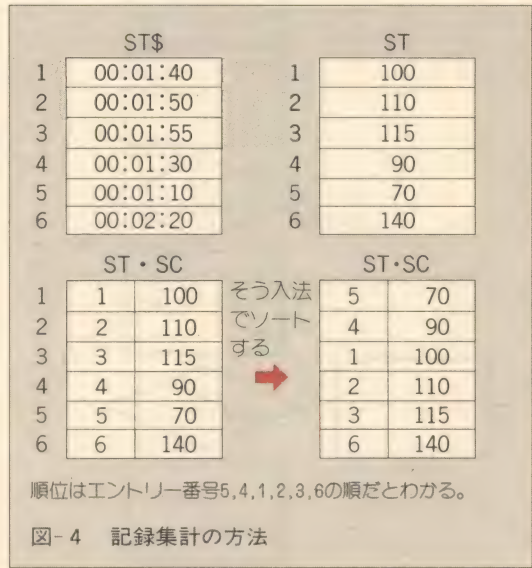 ST$ ST
1 00:01:40 1 100
2 00:01:50 2 110
3 00:01:55 3 115
4 00:01:30 4 90
5 00:01:10 5 70
6 00:02:20 6 140
ST・SC ST・SC
1 1 100 そう入法 5 70
2 2 110 でソート 4 90
3 3 115 する 1 100
4 4 90 2 110
5 5 70 3 115
6 6 140 6 140
順位はエントリー番号5,4,1,2,3,6の順だとわかる。
図-4 記録集計の方法